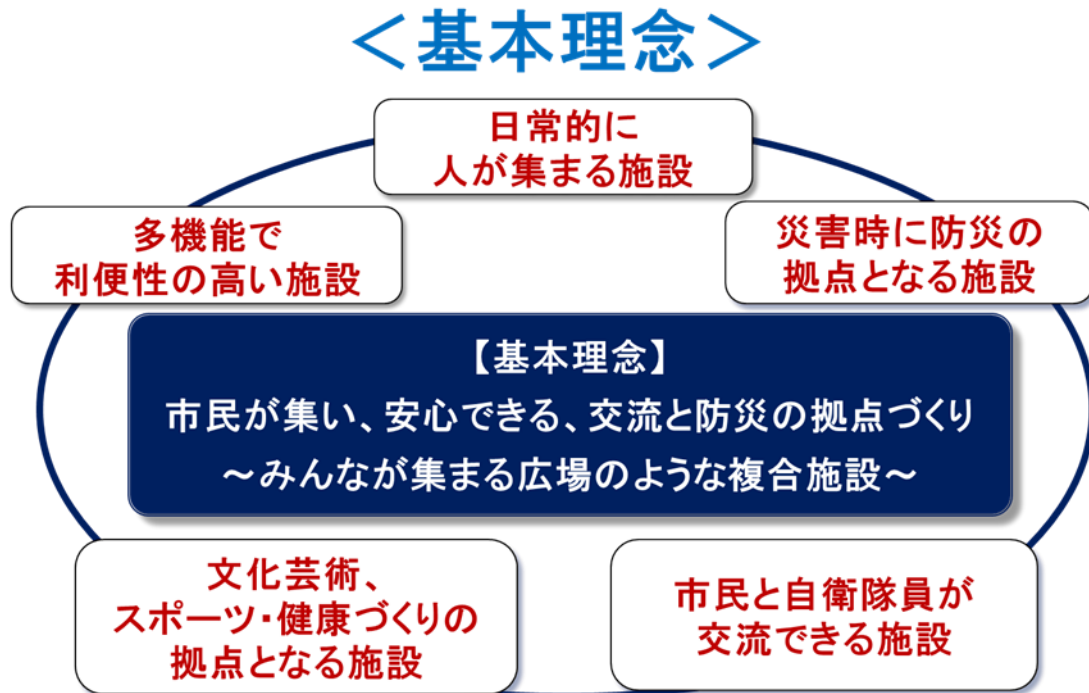 ＜基本理念＞
日常的に
人が集まる施設
多機能で
利便性の高い施設
災害時に防災の
拠点となる施設
【基本理念】
市民が集い、安心できる、交流と防災の拠点づくり
～みんなが集まる広場のような複合施設～
文化芸術、
スポーツ・健康づくりの
拠点となる施設
市民と自衛隊員が
交流できる施設